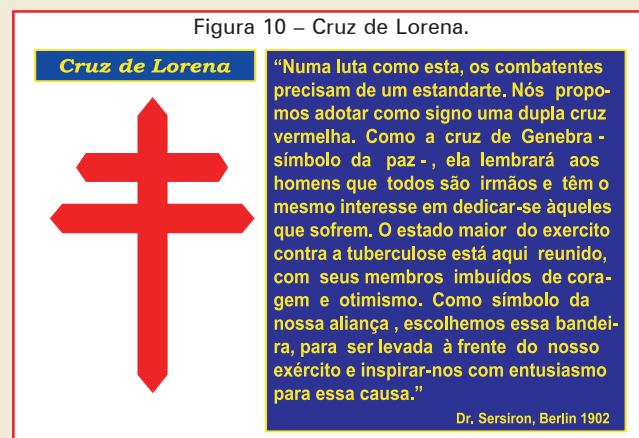 Figura 10 – Cruz de Lorena.
Cruz de Lorena
“Numa luta como esta, os combatentes
precisam de um estandarte. Nós propo-
mos adotar como signo uma dupla cruz
vermelha. Como a cruz de Genebra -
símbolo da paz - , ela lembrará aos
homens que todos são irmãos e têm o
mesmo interesse em dedicar-se àqueles
que sofrem. O estado maior do exercito
contra a tuberculose está aqui reunido,
com seus membros imbuídos de cora-
gem e otimismo. Como símbolo da
nossa aliança , escolhemos essa bandei-
ra, para ser levada à frente do nosso
exército e inspirar-nos com entusiasmo
para essa causa.”
Dr. Sersiron, Berlin 1902